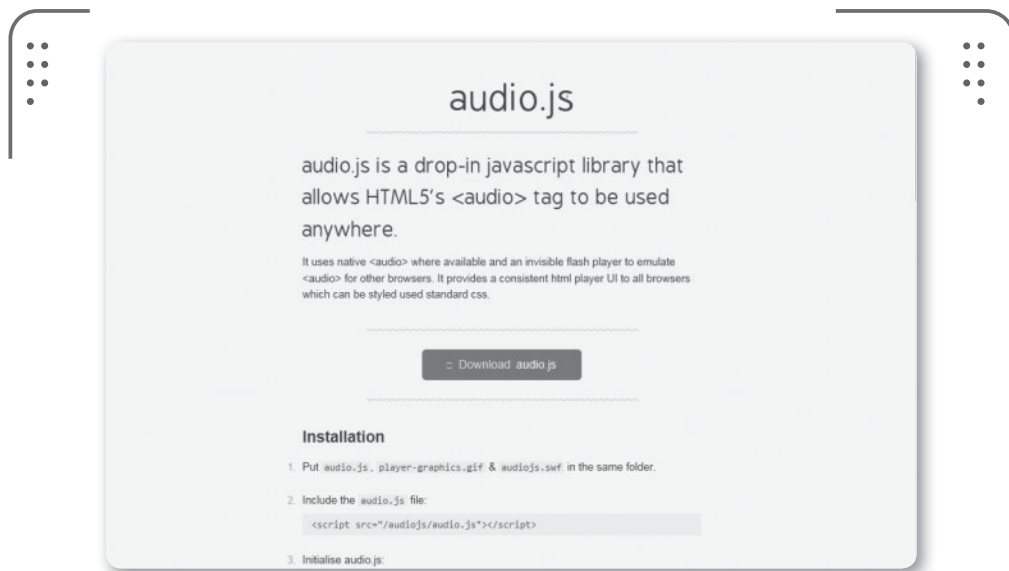 audio.js
audio.js is a drop-in javascript library that
allows HTML5's <audio> tag to be used
anywhere.
It uses native <audio> where available and an invisible flash player to emulate
<audio> for other browsers. It provides a consistent html player UI to all browsers
which can be styled used standard css.
Download audio.js
Installation
1. Put audio.js, player-graphics.gif & audiojs.swf in the same folder.
2. Include the audio.js file:
<script src="/audiojs/audio.js"></script>
3. Initialise audio.js: